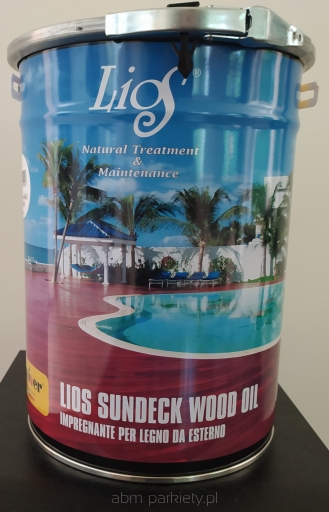 Lios®
Natural Treatment
&
Maintenance
LIOS SUNDECK WOOD OIL
IMPREGNANTE PER LEGNO DA ESTERNO
abm.parkiety.pl